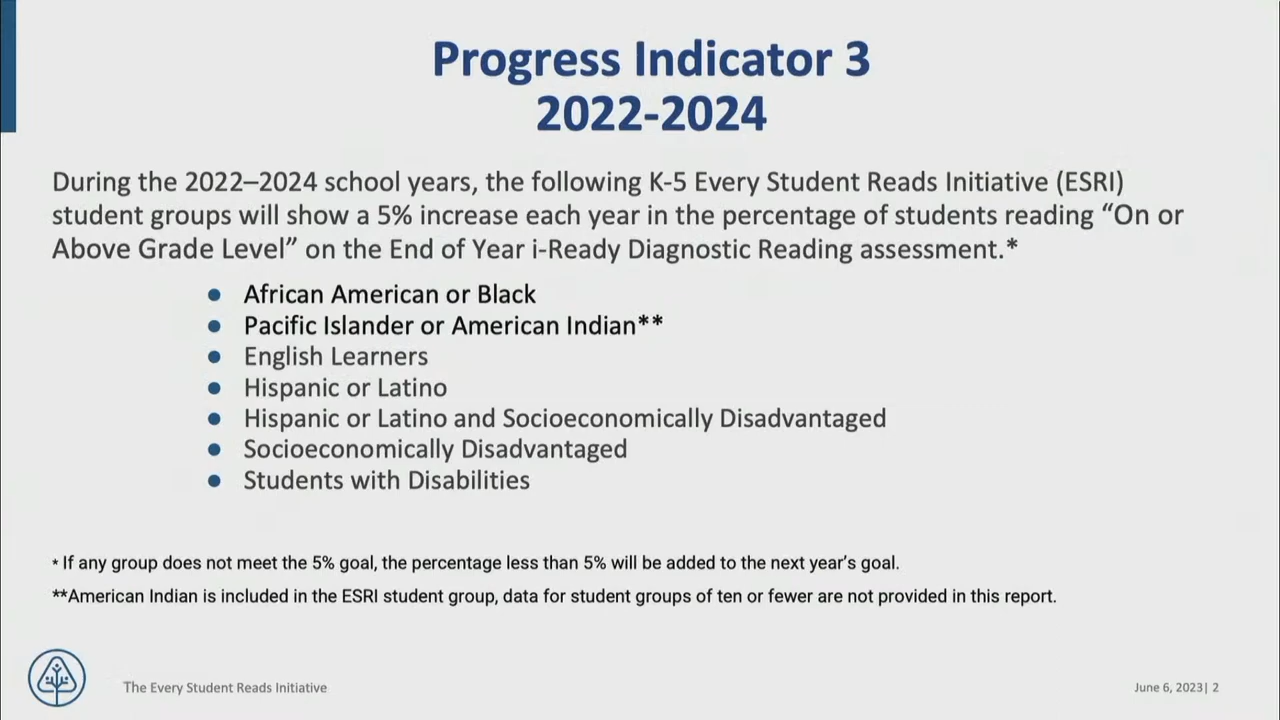 Progress Indicator 3
2022-2024
During the 2022–2024 school years, the following K-5 Every Student Reads Initiative (ESRI)
student groups will show a 5% increase each year in the percentage of students reading “On or
Above Grade Level” on the End of Year i-Ready Diagnostic Reading assessment.*
● African American or Black
● Pacific Islander or American Indian**
● English Learners
● Hispanic or Latino
● Hispanic or Latino and Socioeconomically Disadvantaged
● Socioeconomically Disadvantaged
● Students with Disabilities
* If any group does not meet the 5% goal, the percentage less than 5% will be added to the next year’s goal.
**American Indian is included in the ESRI student group, data for student groups of ten or fewer are not provided in this report.
The Every Student Reads Initiative
June 6, 2023| 2